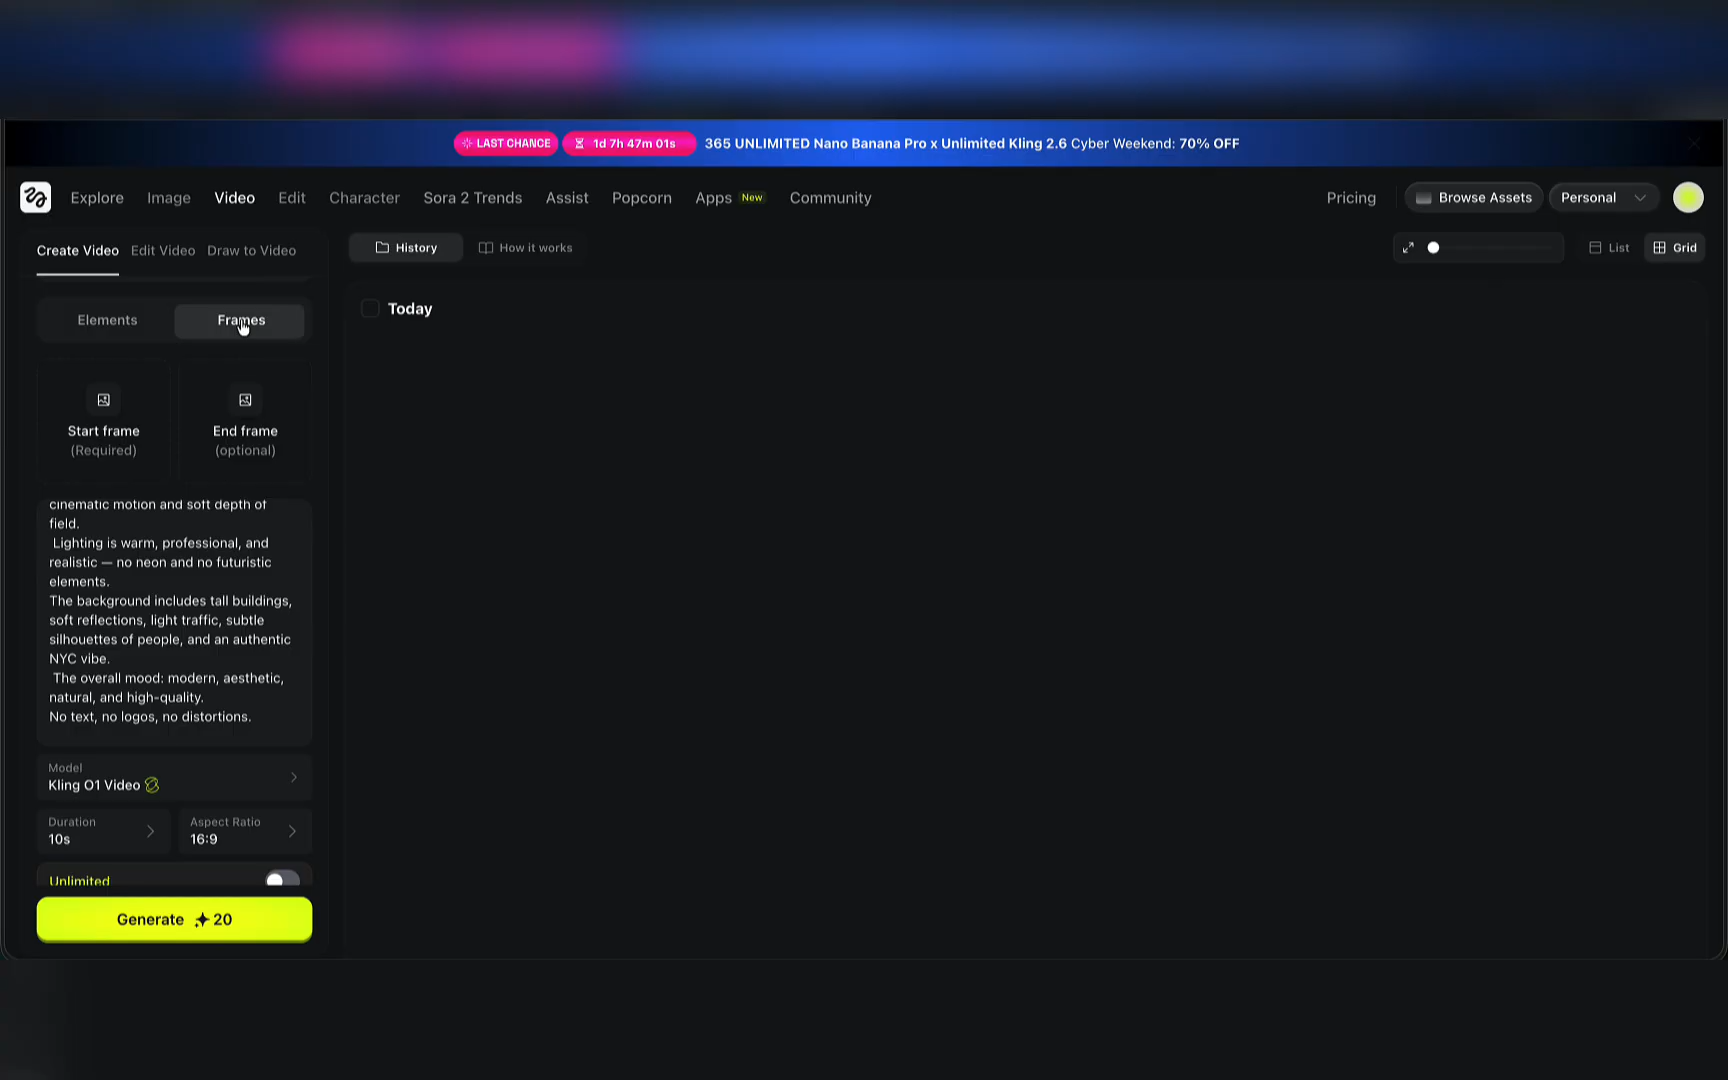 LAST CHANCE 1d 7h 47m 01s 365 UNLIMITED Nano Banana Pro x Unlimited Kling 2.6 Cyber Weekend: 70% OFF
Explore Image Video Edit Character Sora 2 Trends Assist Popcorn Apps New Community Pricing Browse Assets Personal
Create Video Edit Video Draw to Video
History How it works
List Grid
Today
Elements Frames
Start frame
(Required)
End frame
(optional)
cinematic motion and soft depth of
field.
Lighting is warm, professional, and
realistic — no neon and no futuristic
elements.
The background includes tall buildings,
soft reflections, light traffic, subtle
silhouettes of people, and an authentic
NYC vibe.
The overall mood: modern, aesthetic,
natural, and high-quality.
No text, no logos, no distortions.
Model
Kling O1 Video
Duration
10s
Aspect Ratio
16:9
Unlimited
Generate 20